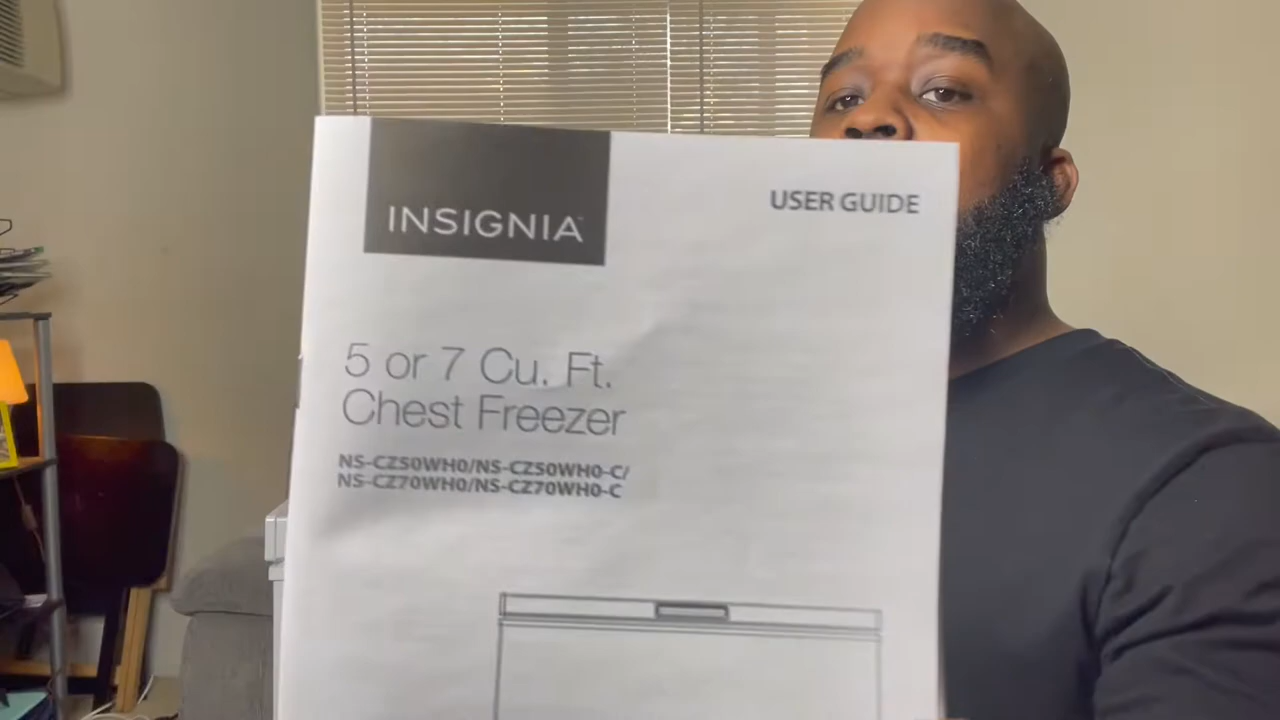 INSIGNIA
USER GUIDE
5 or 7 Cu. Ft.
Chest Freezer
NS-CZ50WH0/NS-CZ50WH0-C/
NS-CZ70WH0/NS-CZ70WH0-C